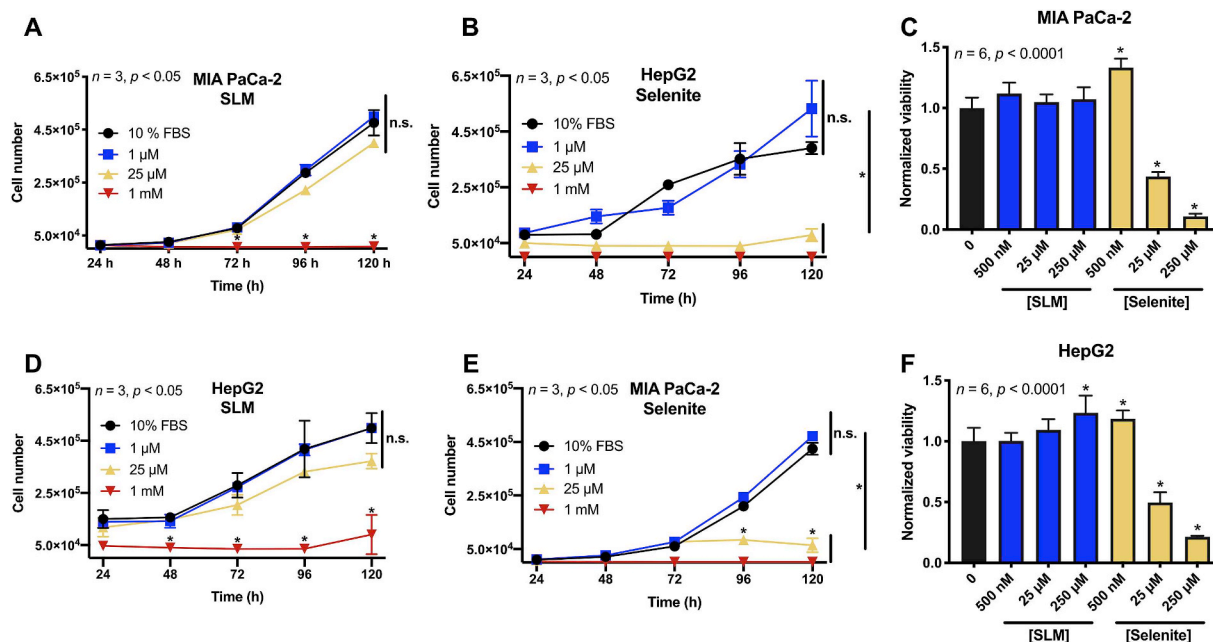 A
n = 3, p < 0.05
MIA PaCa-2
SLM
6.5×10⁵
4.5×10⁵
2.5×10⁵
5.0×10⁴
Cell number
10 % FBS
1 µM
25 µM
1 mM
n.s.
* * *
24 h 48 h 72 h 96 h 120 h
Time (h)
B
n = 3, p < 0.05
HepG2
Selenite
6.5×10⁵
4.5×10⁵
2.5×10⁵
5.0×10⁴
Cell number
10% FBS
1 µM
25 µM
1 mM
n.s.
*
24 48 72 96 120
Time (h)
C
MIA PaCa-2
n = 6, p < 0.0001
1.5
1.0
0.5
0.0
Normalized viability
* * *
0 500 nM 25 µM 250 µM 500 nM 25 µM 250 µM
[SLM] [Selenite]
D
n = 3, p < 0.05
HepG2
SLM
6.5×10⁵
4.5×10⁵
2.5×10⁵
5.0×10⁴
Cell number
10% FBS
1 µM
25 µM
1 mM
n.s.
* * * *
24 48 72 96 120
Time (h)
E
n = 3, p < 0.05
MIA PaCa-2
Selenite
6.5×10⁵
4.5×10⁵
2.5×10⁵
5.0×10⁴
Cell number
10% FBS
1 µM
25 µM
1 mM
n.s.
*
* *
24 48 72 96 120
Time (h)
F
HepG2
n = 6, p < 0.0001
1.5
1.0
0.5
0.0
Normalized viability
* * * *
0 500 nM 25 µM 250 µM 500 nM 25 µM 250 µM
[SLM] [Selenite]